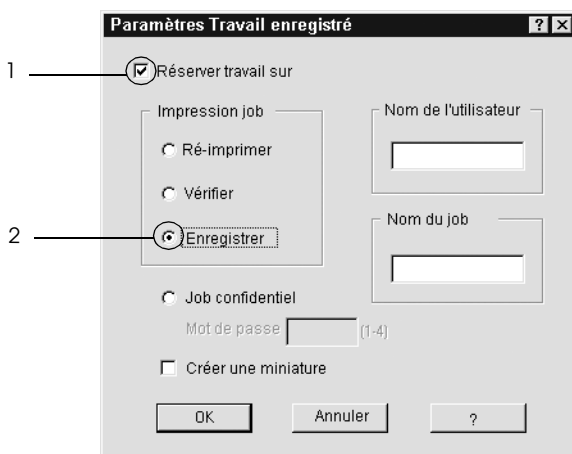 Paramètres Travail enregistré ? ×
1
Réserver travail sur
Impression job
Ré-imprimer
Vérifier
2
Enregistrer
Nom de l'utilisateur
Nom du job
Job confidentiel
Mot de passe (1-4)
Créer une miniature
OK Annuler ?